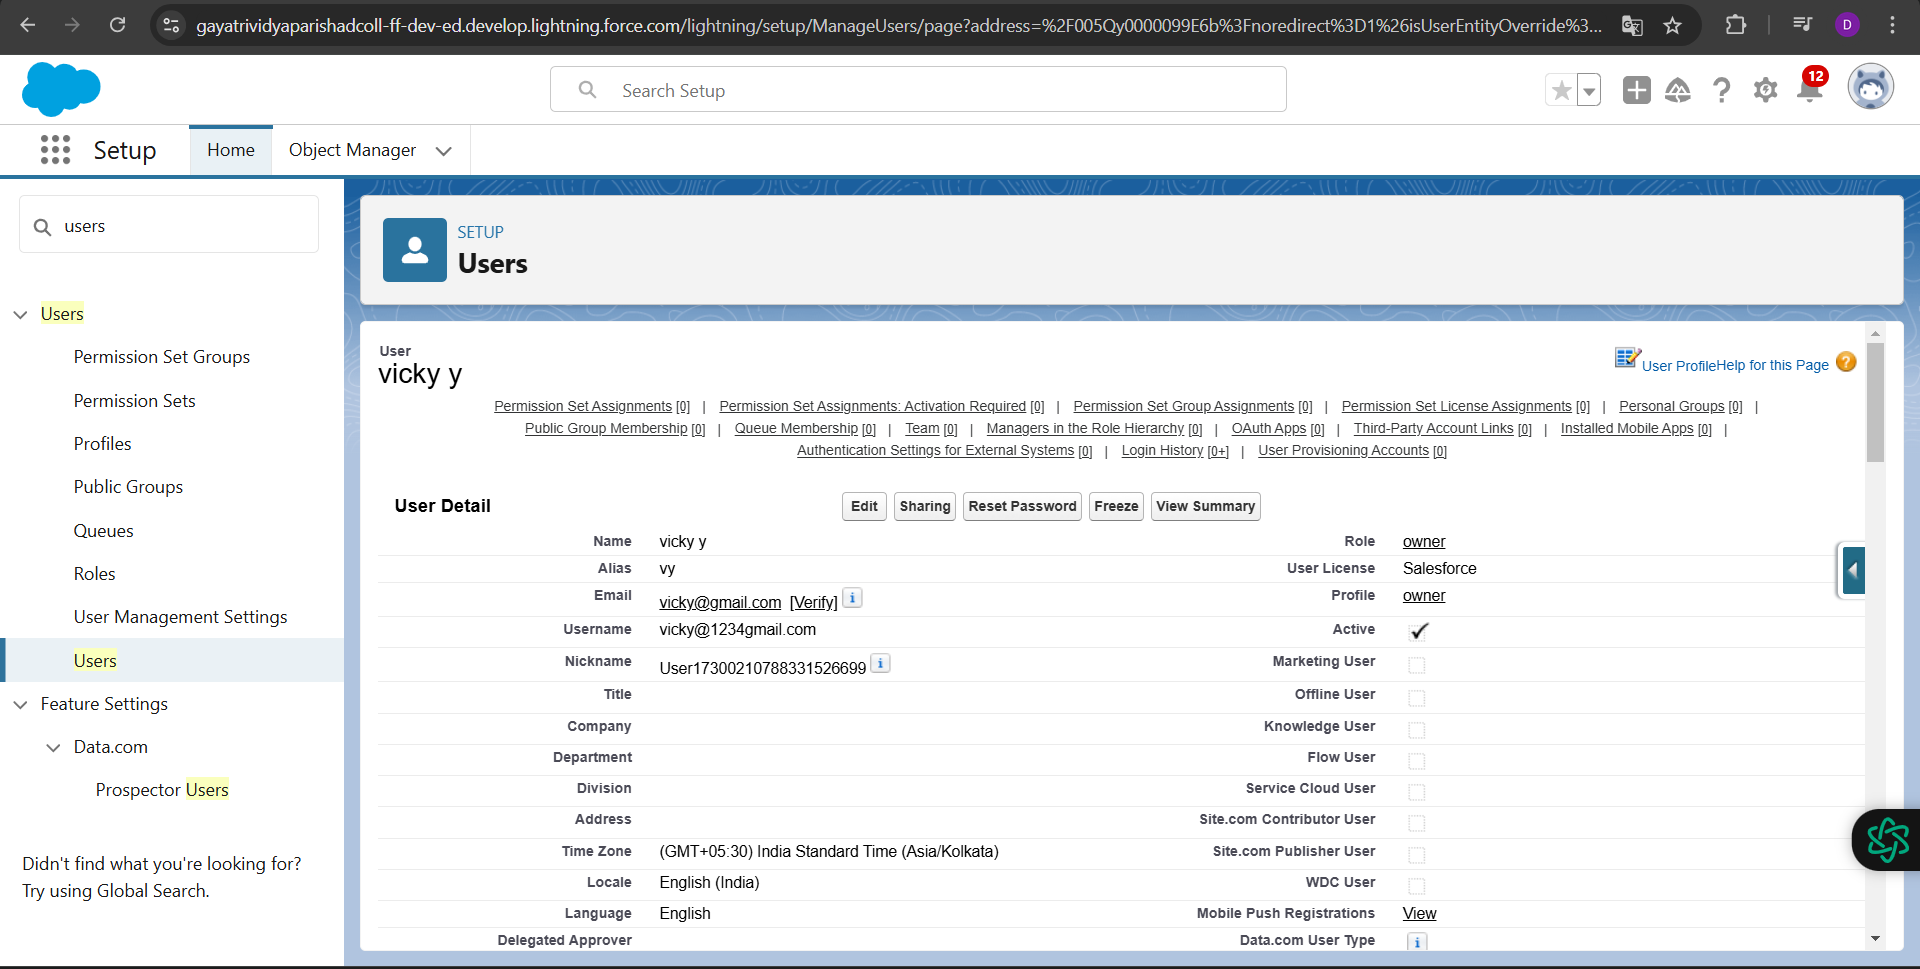 gayatrividyaparishadcoll-ff-dev-ed.develop.lightning.force.com/lightning/setup/ManageUsers/page?address=%2F005Qy0000099E6b%3Fnoredirect%3D1%26isUserEntityOverride%3...
D
Search Setup
12
Setup
Home
Object Manager
users
Users
Permission Set Groups
Permission Sets
Profiles
Public Groups
Queues
Roles
User Management Settings
Users
Feature Settings
Data.com
Prospector Users
Didn't find what you're looking for?
Try using Global Search.
SETUP
Users
User
vicky y
User Profile Help for this Page ?
Permission Set Assignments [0] | Permission Set Assignments: Activation Required [0] | Permission Set Group Assignments [0] | Permission Set License Assignments [0] | Personal Groups [0] |
Public Group Membership [0] | Queue Membership [0] | Team [0] | Managers in the Role Hierarchy [0] | OAuth Apps [0] | Third-Party Account Links [0] | Installed Mobile Apps [0] |
Authentication Settings for External Systems [0] | Login History [0+] | User Provisioning Accounts [0]
User Detail
Edit Sharing Reset Password Freeze View Summary
Name vicky y Role owner
Alias vy User License Salesforce
Email vicky@gmail.com [Verify] i Profile owner
Username vicky@1234gmail.com Active
Nickname User17300210788331526699 i Marketing User
Title Offline User
Company Knowledge User
Department Flow User
Division Service Cloud User
Address Site.com Contributor User
Time Zone (GMT+05:30) India Standard Time (Asia/Kolkata) Site.com Publisher User
Locale English (India) WDC User
Language English Mobile Push Registrations View
Delegated Approver Data.com User Type i